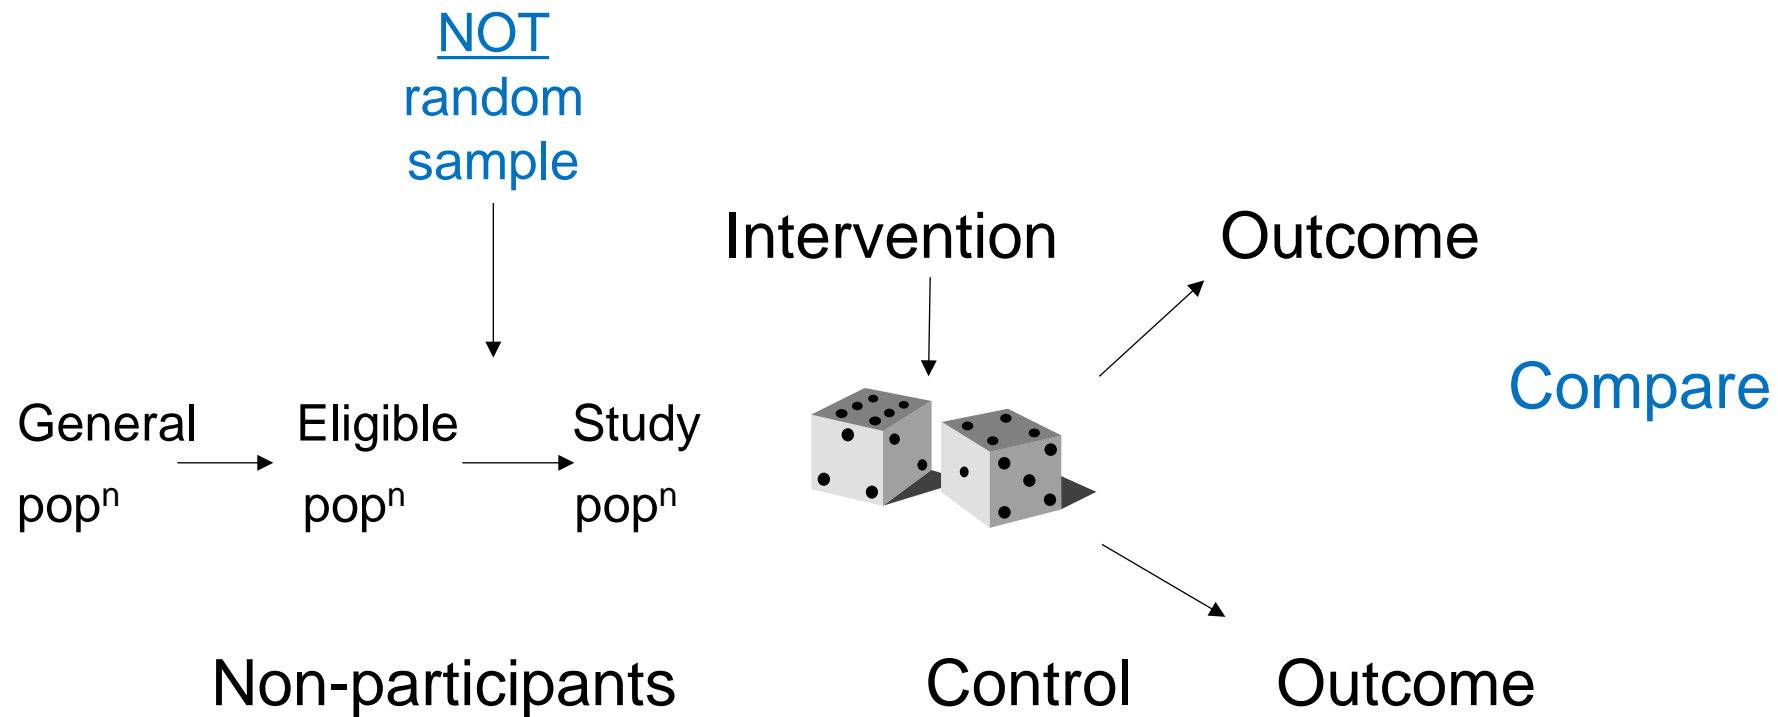 NOT
random
sample
Intervention
Outcome
Compare
General
popⁿ
Eligible
popⁿ
Study
popⁿ
Non-participants
Control
Outcome